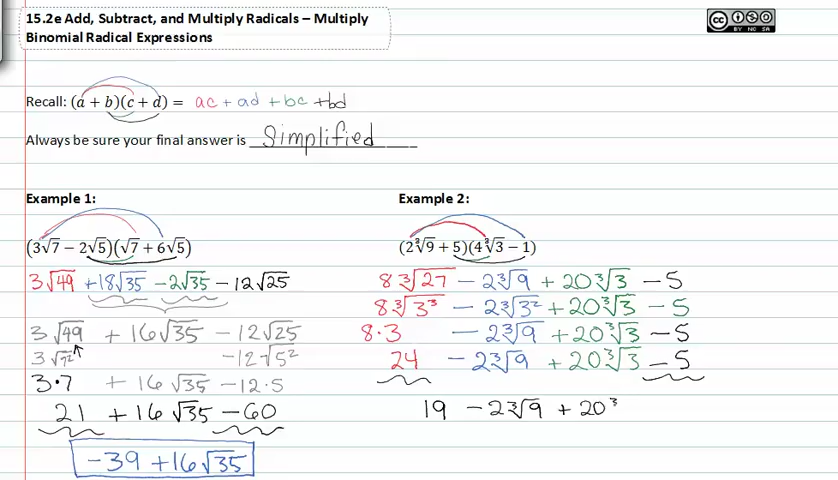 15.2e Add, Subtract, and Multiply Radicals – Multiply
Binomial Radical Expressions
cc
BY NC SA
Recall: (a + b)(c + d) = ac + ad + bc + bd
Always be sure your final answer is Simplified
Example 1:
(3√7 − 2√5)(√7 + 6√5)
3√49 + 18√35 − 2√35 − 12√25
3√49 + 16√35 − 12√25
3√7² − 12√5²
3·7 + 16√35 − 12·5
21 + 16√35 − 60
−39 + 16√35
Example 2:
(2∛9 + 5)(4∛3 − 1)
8∛27 − 2∛9 + 20∛3 − 5
8∛3³ − 2∛3² + 20∛3 − 5
8·3 − 2∛9 + 20∛3 − 5
24 − 2∛9 + 20∛3 − 5
19 − 2∛9 + 20³